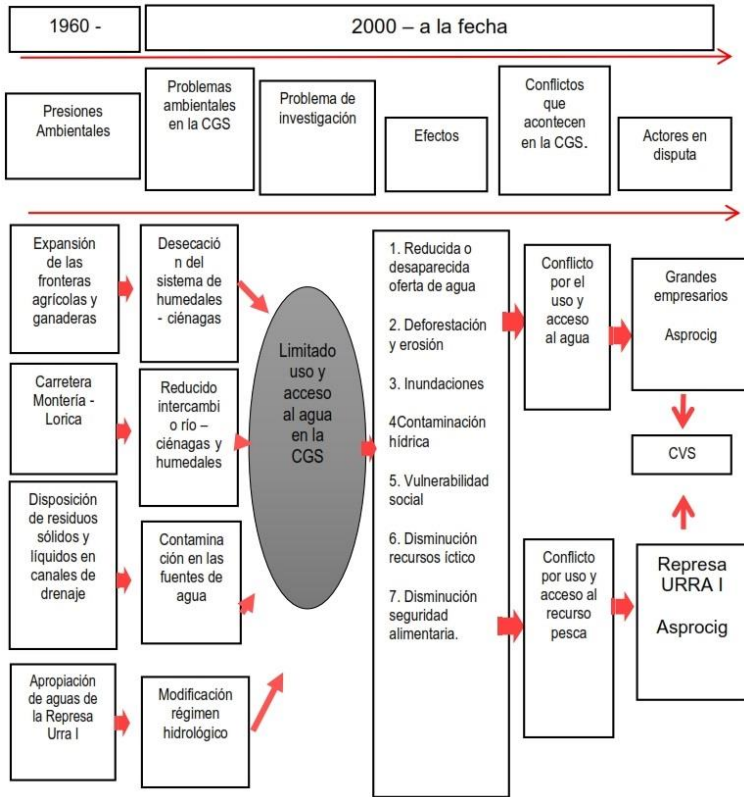 1960 -
2000 – a la fecha
Presiones
Ambientales
Problemas
ambientales
en la CGS
Problema de
investigación
Efectos
Conflictos
que
acontecen
en la CGS.
Actores en
disputa
Expansión
de las
fronteras
agrícolas y
ganaderas
Desecació
n del
sistema de
humedales
- ciénagas
Carretera
Montería -
Lorica
Reducido
intercambi
o río –
ciénagas y
humedales
Disposición
de residuos
sólidos y
líquidos en
canales de
drenaje
Contamina
ción en las
fuentes de
agua
Apropiación
de aguas de
la Represa
Urra I
Modificación
régimen
hidrológico
Limitado
uso y
acceso
al agua
en la
CGS
1. Reducida o
desaparecida
oferta de agua
2. Deforestación
y erosión
3. Inundaciones
4Contaminación
hídrica
5. Vulnerabilidad
social
6. Disminución
recursos íctico
7. Disminución
seguridad
alimentaria.
Conflicto
por el
uso y
acceso
al agua
Grandes
empresarios
Asprocig
CVS
Conflicto
por uso y
acceso al
recurso
pesca
Represa
URRA I
Asprocig